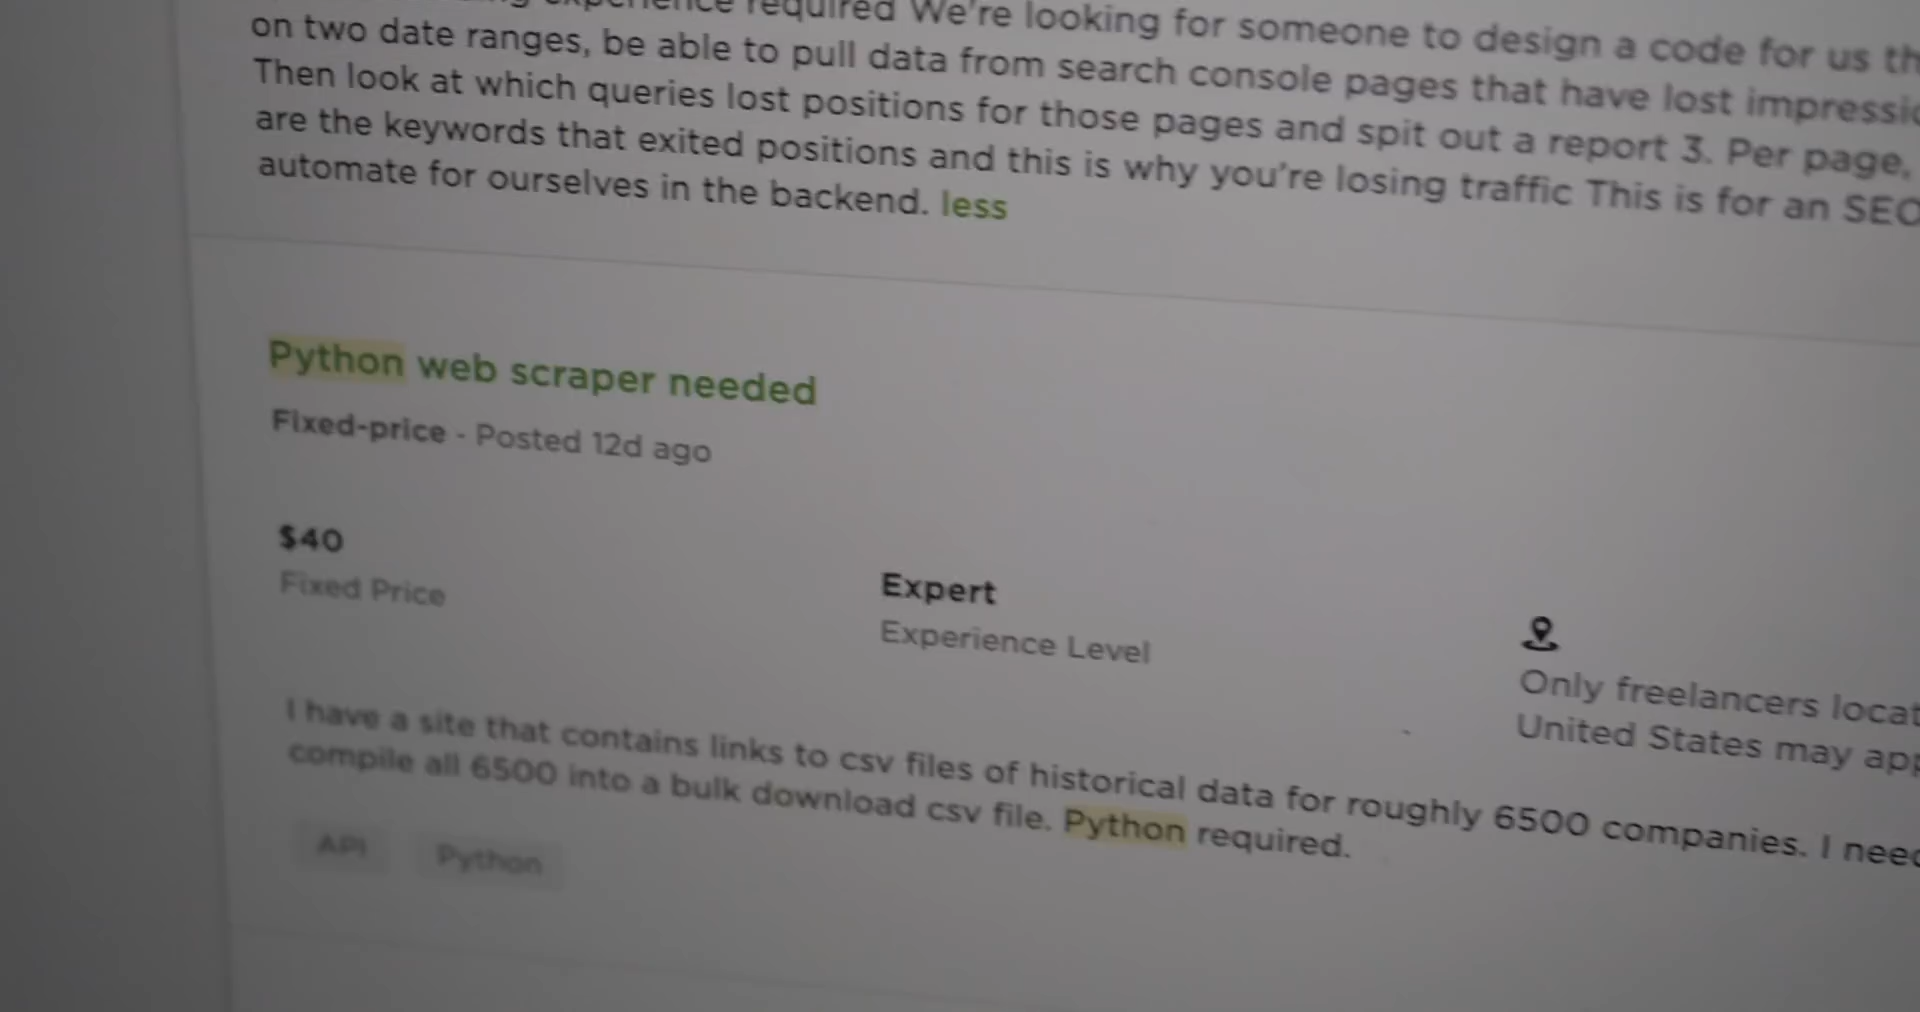 experience required We're looking for someone to design a code for us
on two date ranges, be able to pull data from search console pages that have lost
Then look at which queries lost positions for those pages and spit out a report 3. Per page,
are the keywords that exited positions and this is why you're losing traffic This is for an SEO
automate for ourselves in the backend. less
Python web scraper needed
Fixed-price - Posted 12d ago
$40
Fixed Price
Expert
Experience Level
Only freelancers
United States may
I have a site that contains links to csv files of historical data for roughly 6500 companies. I
compile all 6500 into a bulk download csv file. Python required.
API Python